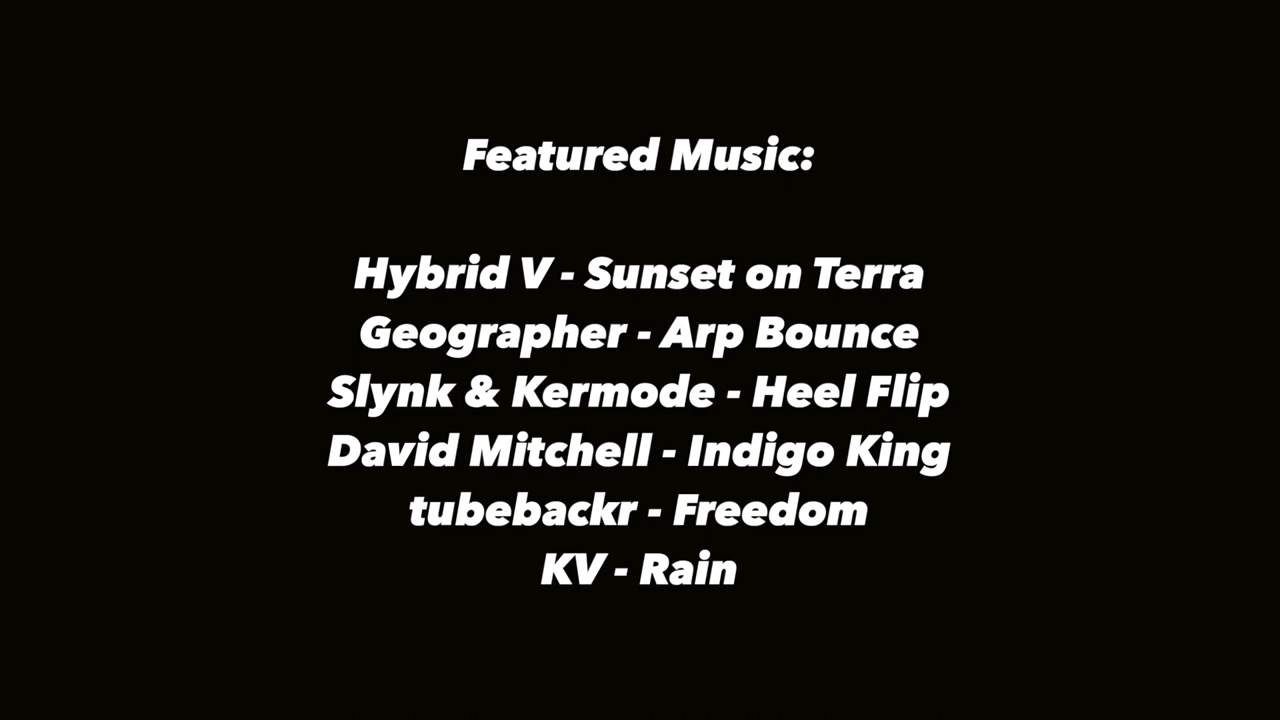 Featured Music:
Hybrid V - Sunset on Terra
Geographer - Arp Bounce
Slynk & Kermode - Heel Flip
David Mitchell - Indigo King
tubebackr - Freedom
KV - Rain